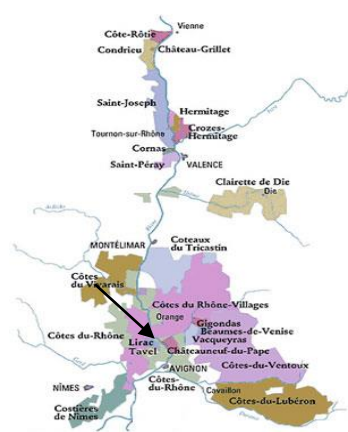 Vienne
Côte-Rôtie
Condrieu
Château-Grillet
Saint-Joseph
Hermitage
Tournon-sur-Rhône
Crozes-
Hermitage
Cornas
Saint-Péray
VALENCE
Clairette de Die
Die
MONTÉLIMAR
Coteaux
du Tricastin
Côtes
du Vivarais
Côtes du Rhône-Villages
Orange
Gigondas
Beaumes-de-Venise
Vacqueyras
Côtes du-Rhône
Lirac
Tavel
Châteauneuf-du-Pape
Côtes-du-Ventoux
AVIGNON
NÎMES
Côtes-
du-Rhône
Cavaillon
Côtes-du-Lubéron
Costières
de Nîmes